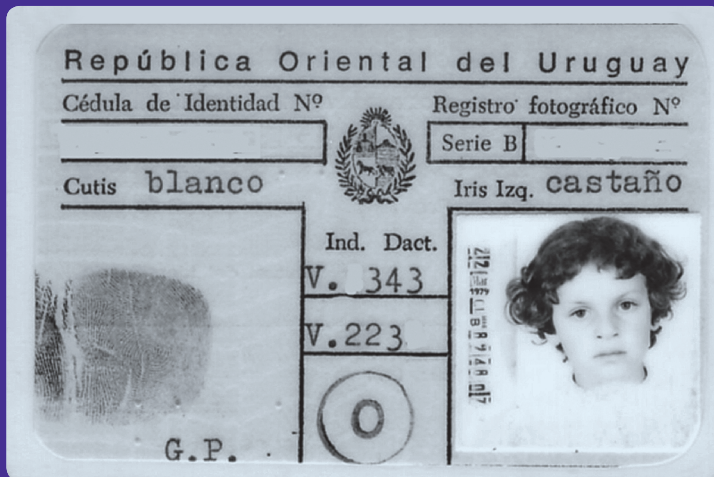 República Oriental del Uruguay
Cédula de Identidad Nº
Registro fotográfico Nº
Serie B
Cutis blanco
Iris Izq. castaño
Ind. Dact.
V. 343
V.223
O
G.P.
1979